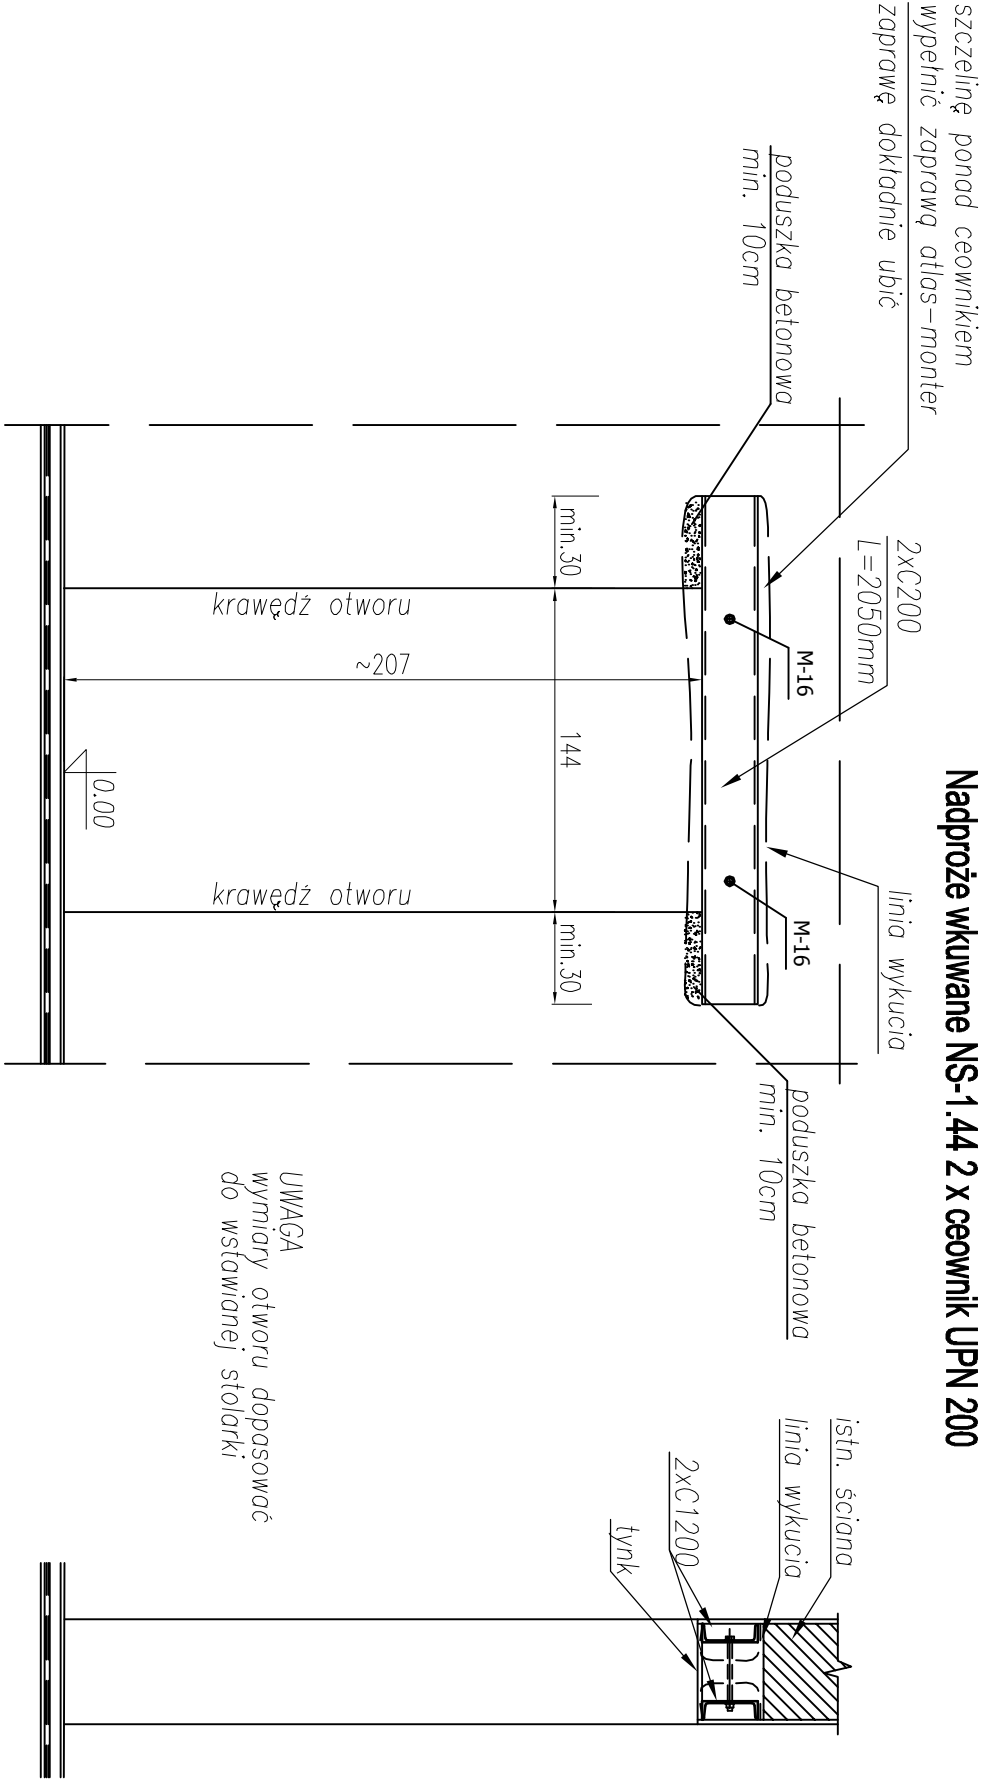 Nadproże wkuwane NS-1.44 2 x ceownik UPN 200
szczelinę ponad ceownikiem
wypełnić zaprawą atlas-monter
zaprawę dokładnie ubić
poduszka betonowa
min. 10cm
2xC200
L=2050mm
M-16
M-16
linia wykucia
poduszka betonowa
min. 10cm
min.30
144
min.30
krawędź otworu
~207
krawędź otworu
0.00
UWAGA
wymiary otworu dopasować
do wstawianej stolarki
istn. ściana
linia wykucia
2xC1200
tynk